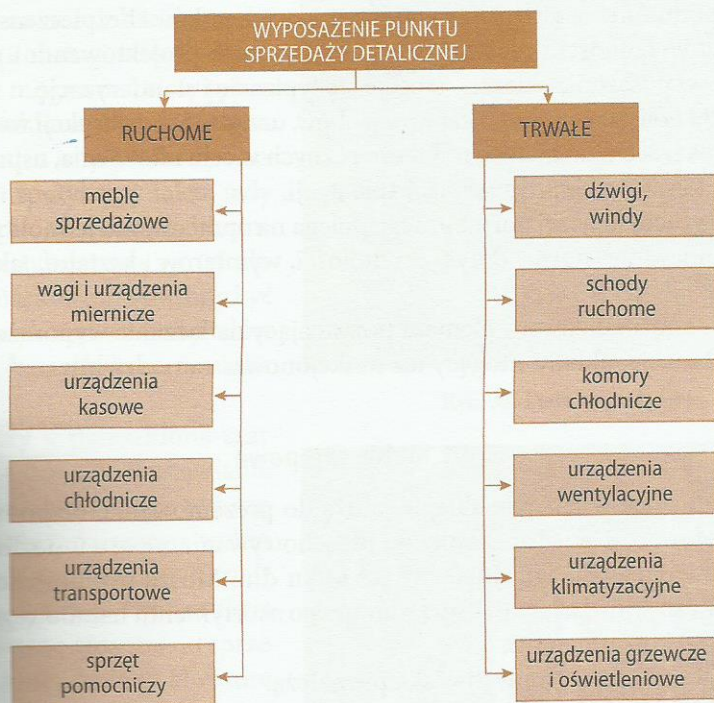 WYPOSAŻENIE PUNKTU
SPRZEDAŻY DETALICZNEJ
RUCHOME
TRWAŁE
meble
sprzedażowe
wagi i urządzenia
miernicze
urządzenia
kasowe
urządzenia
chłodnicze
urządzenia
transportowe
sprzęt
pomocniczy
dźwigi,
windy
schody
ruchome
komory
chłodnicze
urządzenia
wentylacyjne
urządzenia
klimatyzacyjne
urządzenia grzewcze
i oświetleniowe